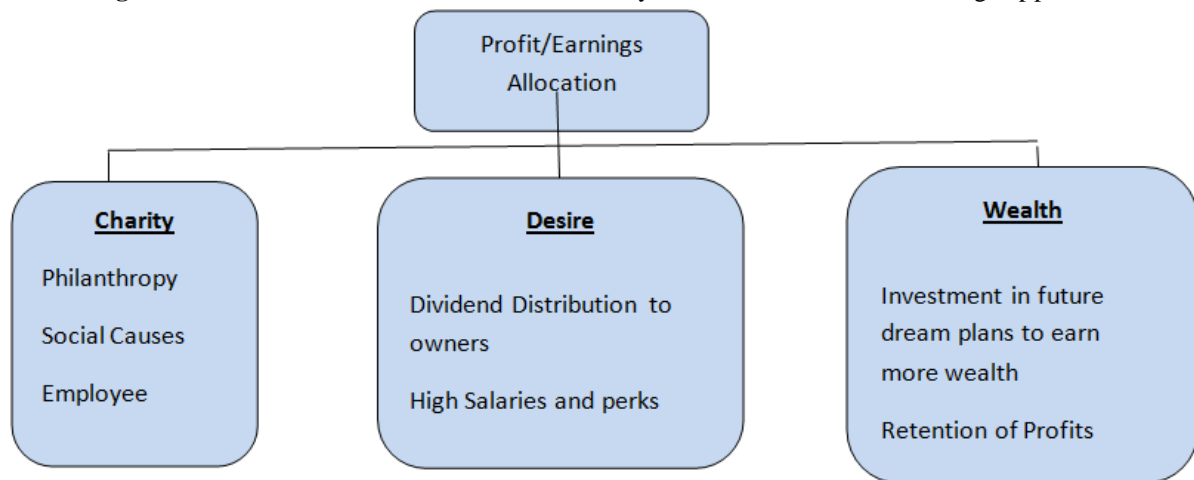 Profit/Earnings
Allocation
Charity
Philanthropy
Social Causes
Employee
Desire
Dividend Distribution to
owners
High Salaries and perks
Wealth
Investment in future
dream plans to earn
more wealth
Retention of Profits